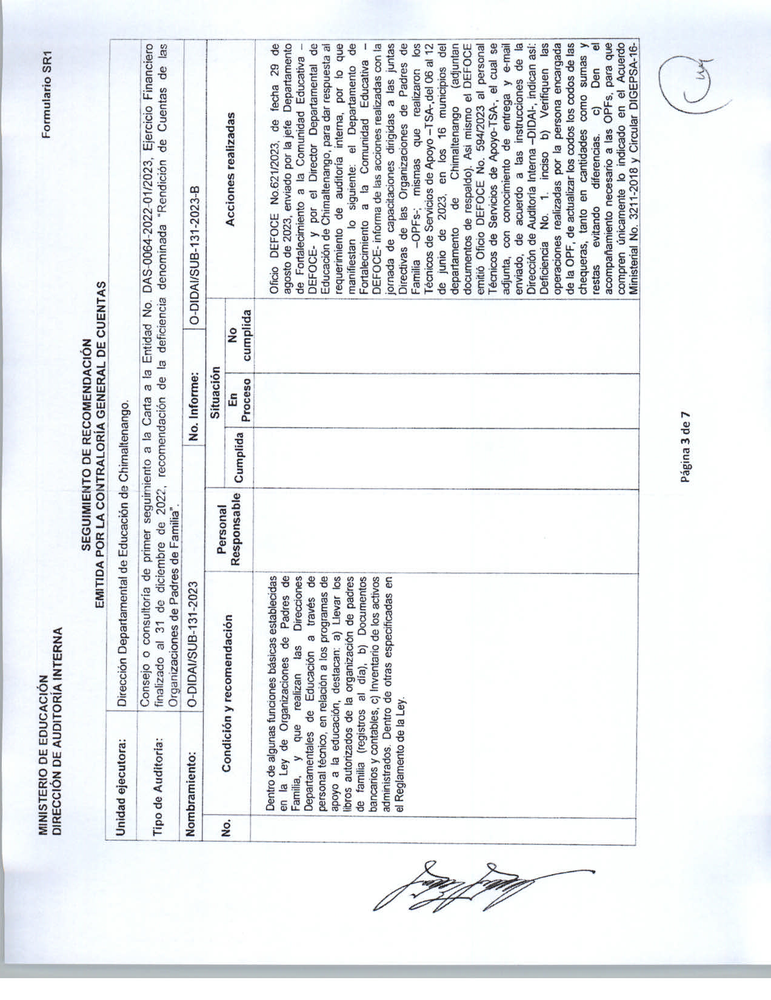 Formulario SR1
MINISTERIO DE EDUCACIÓN
DIRECCIÓN DE AUDITORÍA INTERNA
SEGUIMIENTO DE RECOMENDACIÓN
EMITIDA POR LA CONTRALORÍA GENERAL DE CUENTAS
Unidad ejecutora:
Dirección Departamental de Educación de Chimaltenango.
Tipo de Auditoria:
Consejo o consultoría de primer seguimiento a la Carta a la Entidad No. DAS-0064-2022-01/2023, Ejercicio Financiero
finalizado al 31 de diciembre de 2022, recomendación de la deficiencia denominada "Rendición de Cuentas de las
Organizaciones de Padres de Familia".
Nombramiento:
O-DIDAI/SUB-131-2023
No. Informe:
O-DIDAI/SUB-131-2023-B
No.
Condición y recomendación
Personal
Responsable
Situación
Cumplida
En
Proceso
No
cumplida
Acciones realizadas
Dentro de algunas funciones básicas establecidas
en la Ley de Organizaciones de Padres de
Familia, y que realizan las Direcciones
Departamentales de Educación a través de
personal técnico, en relación a los programas de
apoyo a la educación, destacan: a) Llevar los
libros autorizados de la organización de padres
de familia (registros al día), b) Documentos
bancarios y contables, c) Inventario de los activos
administrados. Dentro de otras especificadas en
el Reglamento de la Ley.
Oficio DEFOCE No.621/2023, de fecha 29 de
agosto de 2023, enviado por la jefe Departamento
de Fortalecimiento a la Comunidad Educativa –
DEFOCE- y por el Director Departamental de
Educación de Chimaltenango, para dar respuesta al
requerimiento de auditoría interna, por lo que
manifiestan lo siguiente: el Departamento de
Fortalecimiento a la Comunidad Educativa –
DEFOCE- informa de las acciones realizadas con la
jornada de capacitaciones dirigidas a las juntas
Directivas de las Organizaciones de Padres de
Familia –OPFs-; mismas que realizaron los
Técnicos de Servicios de Apoyo –TSA-,del 06 al 12
de junio de 2023, en los 16 municipios del
departamento de Chimaltenango (adjuntan
documentos de respaldo). Así mismo el DEFOCE
emitió Oficio DEFOCE No. 594/2023 al personal
Técnicos de Servicios de Apoyo-TSA-, el cual se
adjunta, con conocimiento de entrega y e-mail
enviado, de acuerdo a las instrucciones de la
Dirección de Auditoria Interna –DIDAI-, indican así:
Deficiencia No. 1. inciso b) Verifiquen las
operaciones realizadas por la persona encargada
de la OPF, de actualizar los codos los codos de las
chequeras, tanto en cantidades como sumas y
restas evitando diferencias. c) Den el
acompañamiento necesario a las OPFs, para que
compren únicamente lo indicado en el Acuerdo
Ministerial No. 3211-2018 y Circular DIGEPSA-16-
Página 3 de 7